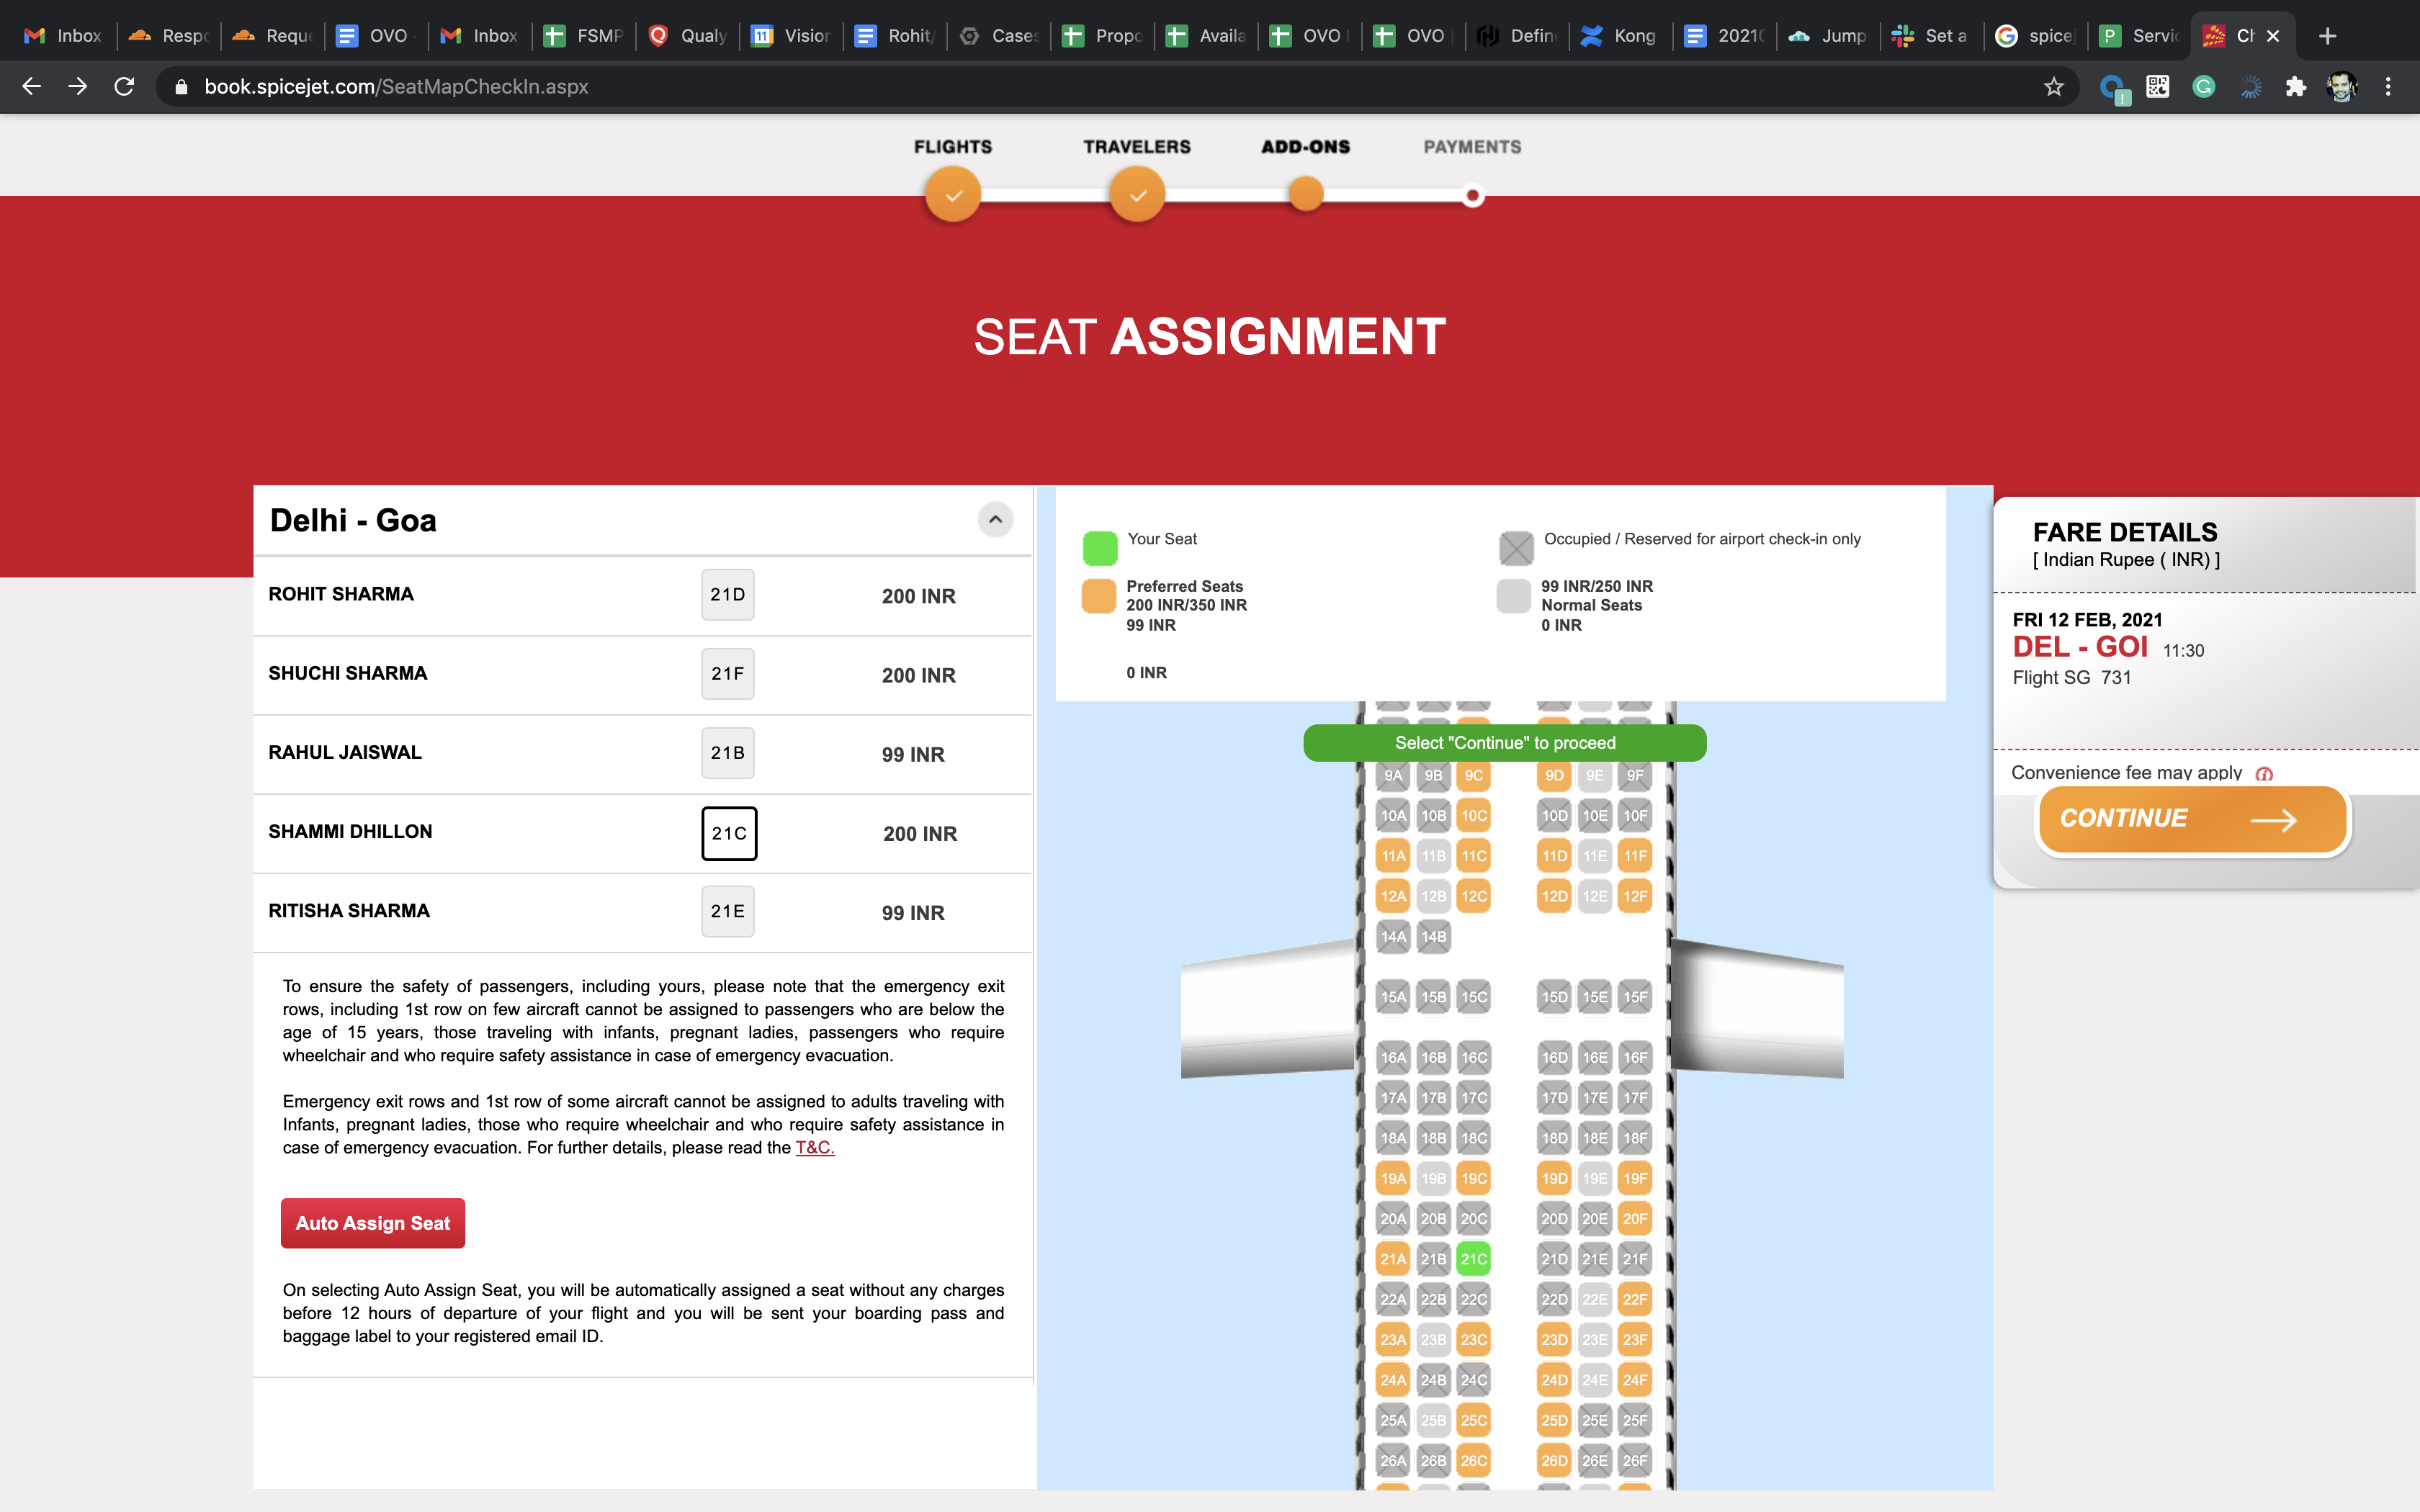 Inbox
Respo
Reque
OVO -
Inbox
FSMP
Qualy
Vision
Rohit/
Cases
Propo
Availa
OVO
OVO
Defin
Kong
2021
Jump
Set a
spice
Servic
Ch
book.spicejet.com/SeatMapCheckIn.aspx
FLIGHTS TRAVELERS ADD-ONS PAYMENTS
SEAT ASSIGNMENT
Delhi - Goa
ROHIT SHARMA 21D 200 INR
SHUCHI SHARMA 21F 200 INR
RAHUL JAISWAL 21B 99 INR
SHAMMI DHILLON 21C 200 INR
RITISHA SHARMA 21E 99 INR
To ensure the safety of passengers, including yours, please note that the emergency exit
rows, including 1st row on few aircraft cannot be assigned to passengers who are below the
age of 15 years, those traveling with infants, pregnant ladies, passengers who require
wheelchair and who require safety assistance in case of emergency evacuation.
Emergency exit rows and 1st row of some aircraft cannot be assigned to adults traveling with
Infants, pregnant ladies, those who require wheelchair and who require safety assistance in
case of emergency evacuation. For further details, please read the T&C.
Auto Assign Seat
On selecting Auto Assign Seat, you will be automatically assigned a seat without any charges
before 12 hours of departure of your flight and you will be sent your boarding pass and
baggage label to your registered email ID.
Your Seat
Occupied / Reserved for airport check-in only
Preferred Seats
200 INR/350 INR
99 INR
0 INR
99 INR/250 INR
Normal Seats
0 INR
Select "Continue" to proceed
9A 9B 9C 9D 9E 9F
10A 10B 10C 10D 10E 10F
11A 11B 11C 11D 11E 11F
12A 12B 12C 12D 12E 12F
14A 14B
15A 15B 15C 15D 15E 15F
16A 16B 16C 16D 16E 16F
17A 17B 17C 17D 17E 17F
18A 18B 18C 18D 18E 18F
19A 19B 19C 19D 19E 19F
20A 20B 20C 20D 20E 20F
21A 21B 21C 21D 21E 21F
22A 22B 22C 22D 22E 22F
23A 23B 23C 23D 23E 23F
24A 24B 24C 24D 24E 24F
25A 25B 25C 25D 25E 25F
26A 26B 26C 26D 26E 26F
FARE DETAILS
[ Indian Rupee ( INR) ]
FRI 12 FEB, 2021
DEL - GOI 11:30
Flight SG 731
Convenience fee may apply
CONTINUE